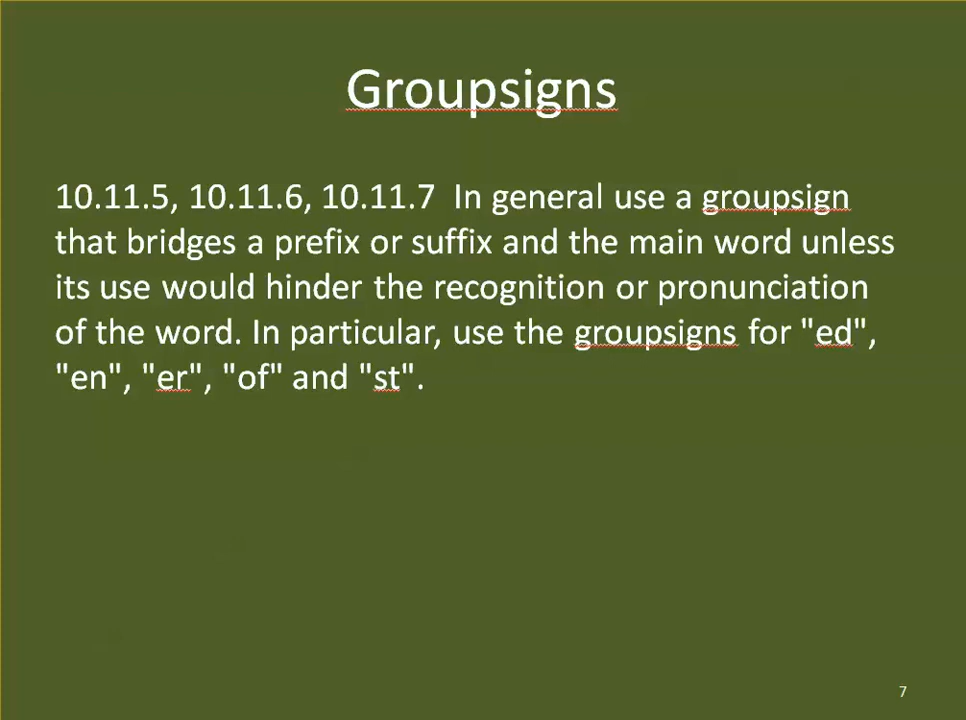 Groupsigns
10.11.5, 10.11.6, 10.11.7  In general use a groupsign
that bridges a prefix or suffix and the main word unless
its use would hinder the recognition or pronunciation
of the word. In particular, use the groupsigns for "ed",
"en", "er", "of" and "st".
7